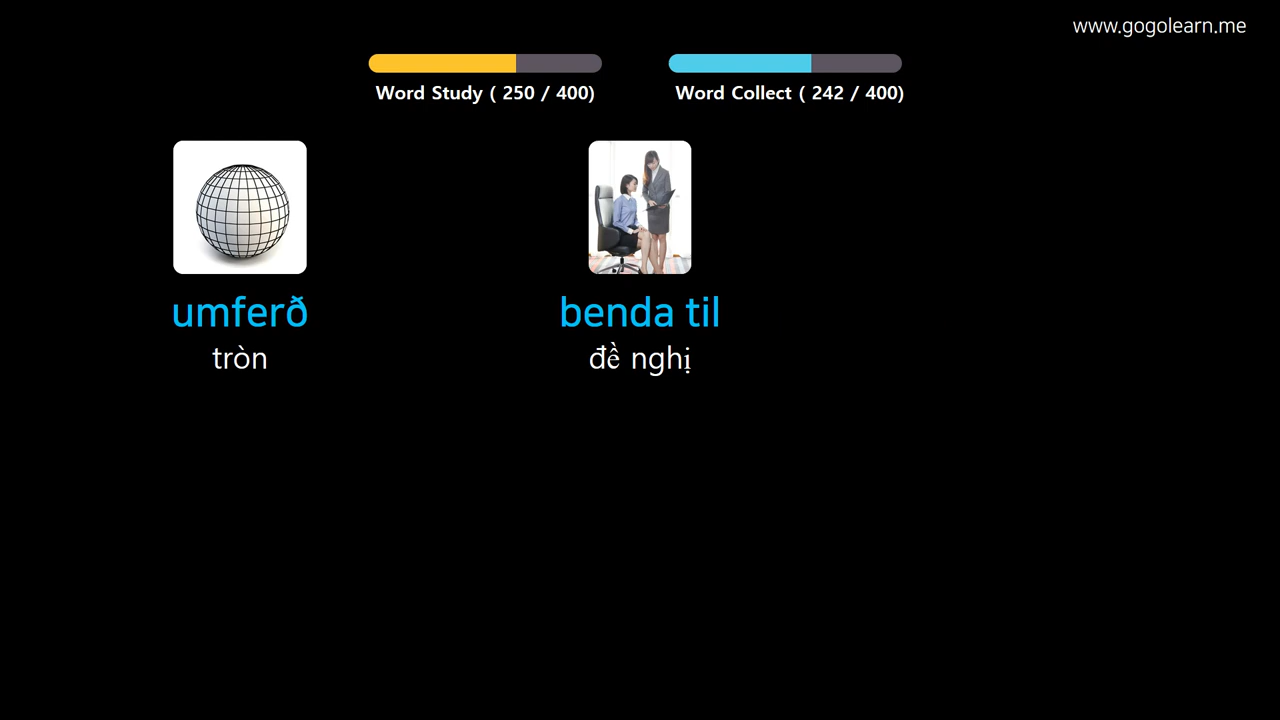 www.gogolearn.me
Word Study ( 250 / 400)
Word Collect ( 242 / 400)
umferð
benda til
tròn
đề nghị